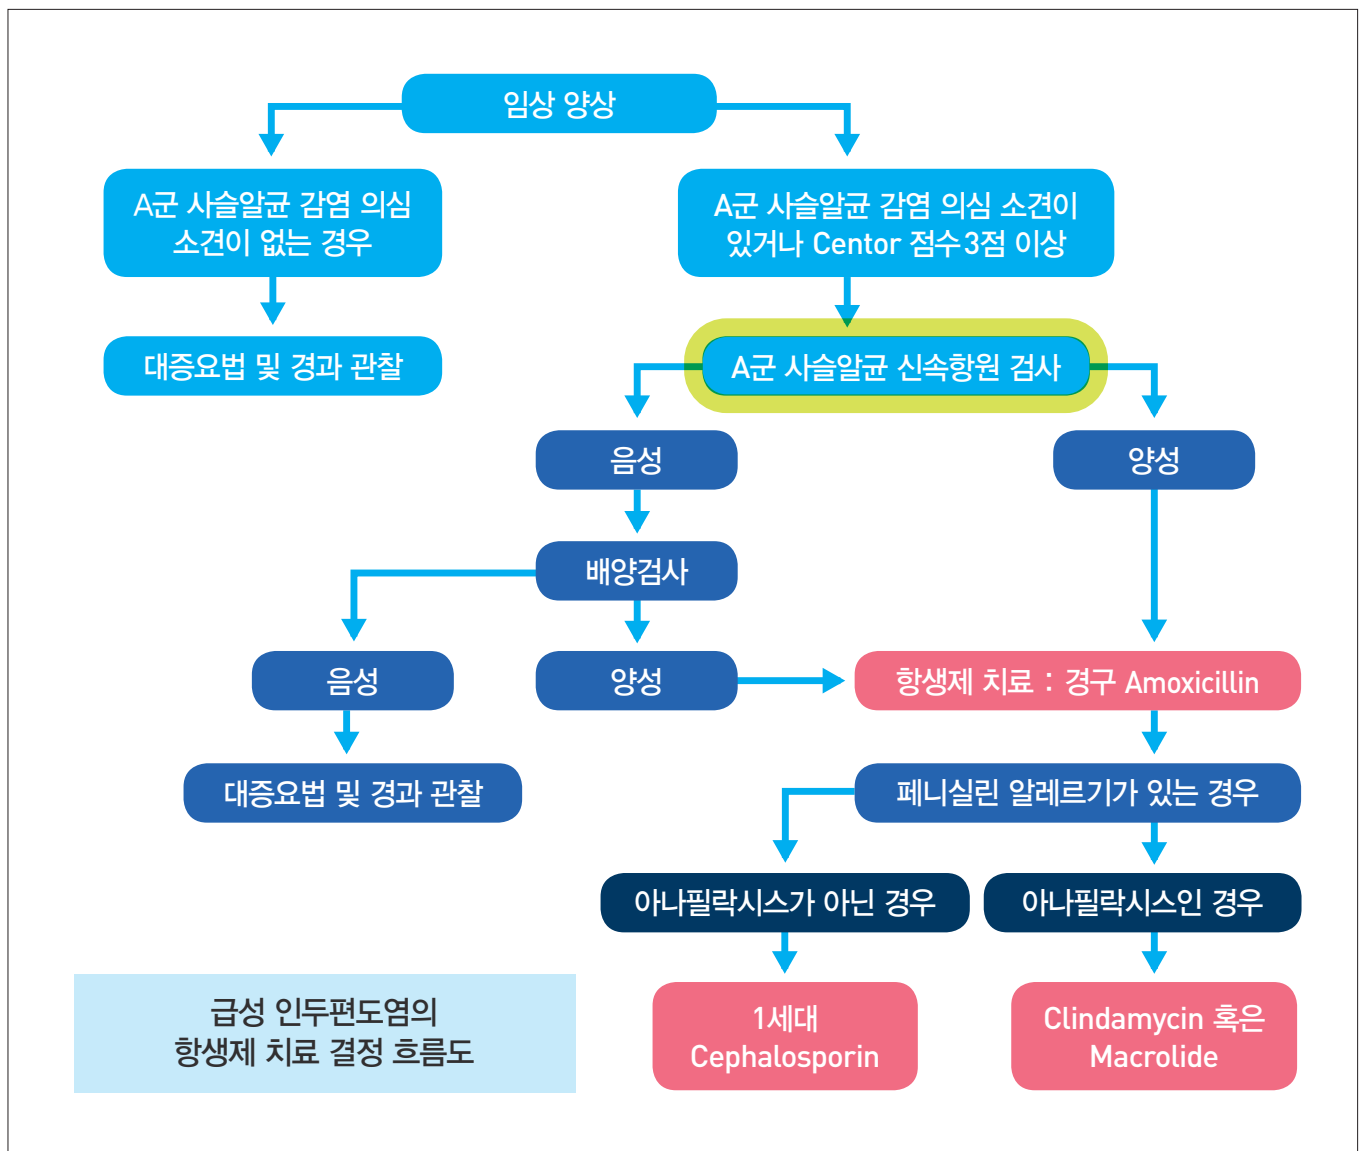 임상 양상
A군 사슬알균 감염 의심
소견이 없는 경우
A군 사슬알균 감염 의심 소견이
있거나 Centor 점수 3점 이상
대증요법 및 경과 관찰
A군 사슬알균 신속항원 검사
음성
양성
배양검사
음성
양성
항생제 치료 : 경구 Amoxicillin
대증요법 및 경과 관찰
페니실린 알레르기가 있는 경우
아나필락시스가 아닌 경우
아나필락시스인 경우
1세대
Cephalosporin
Clindamycin 혹은
Macrolide
급성 인두편도염의
항생제 치료 결정 흐름도